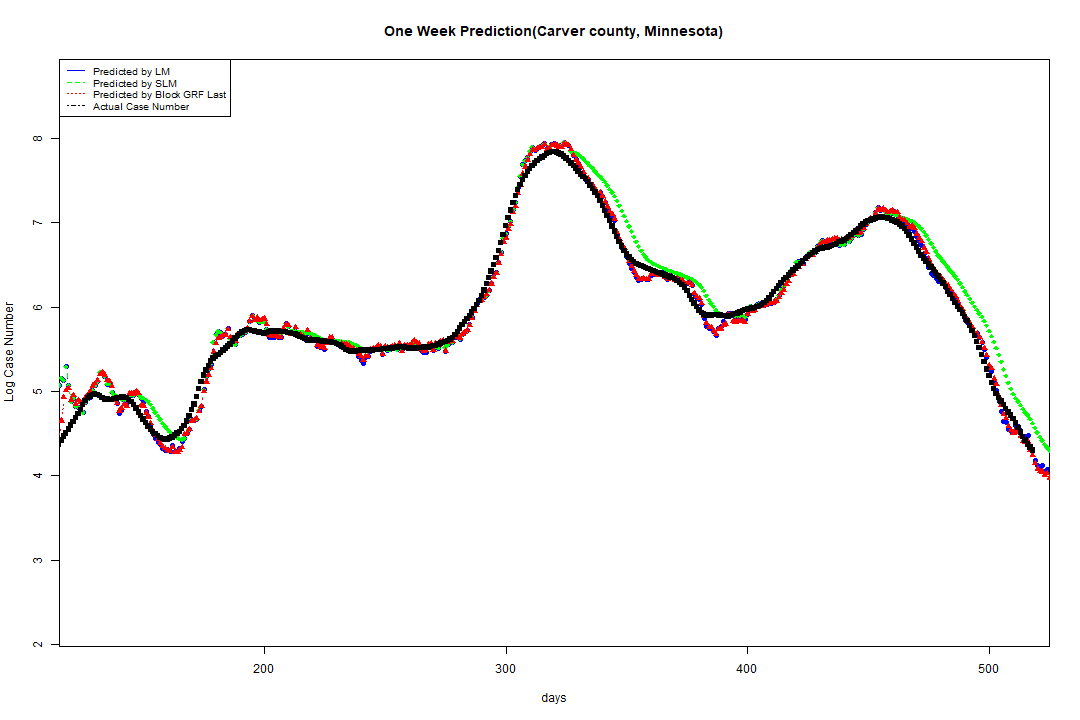 One Week Prediction(Carver county, Minnesota)
Predicted by LM
Predicted by SLM
Predicted by Block GRF Last
Actual Case Number
8
7
6
5
4
3
2
Log Case Number
200
300
400
500
days